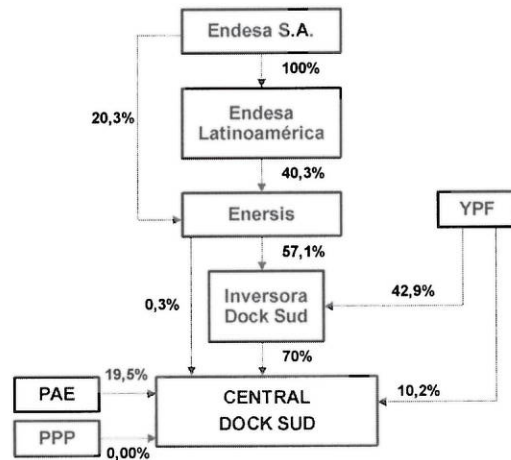 Endesa S.A.
100%
20,3%
Endesa
Latinoamérica
40,3%
Enersis
YPF
57,1%
0,3%
Inversora
Dock Sud
42,9%
70%
19,5%
PAE
CENTRAL
DOCK SUD
10,2%
PPP
0,00%